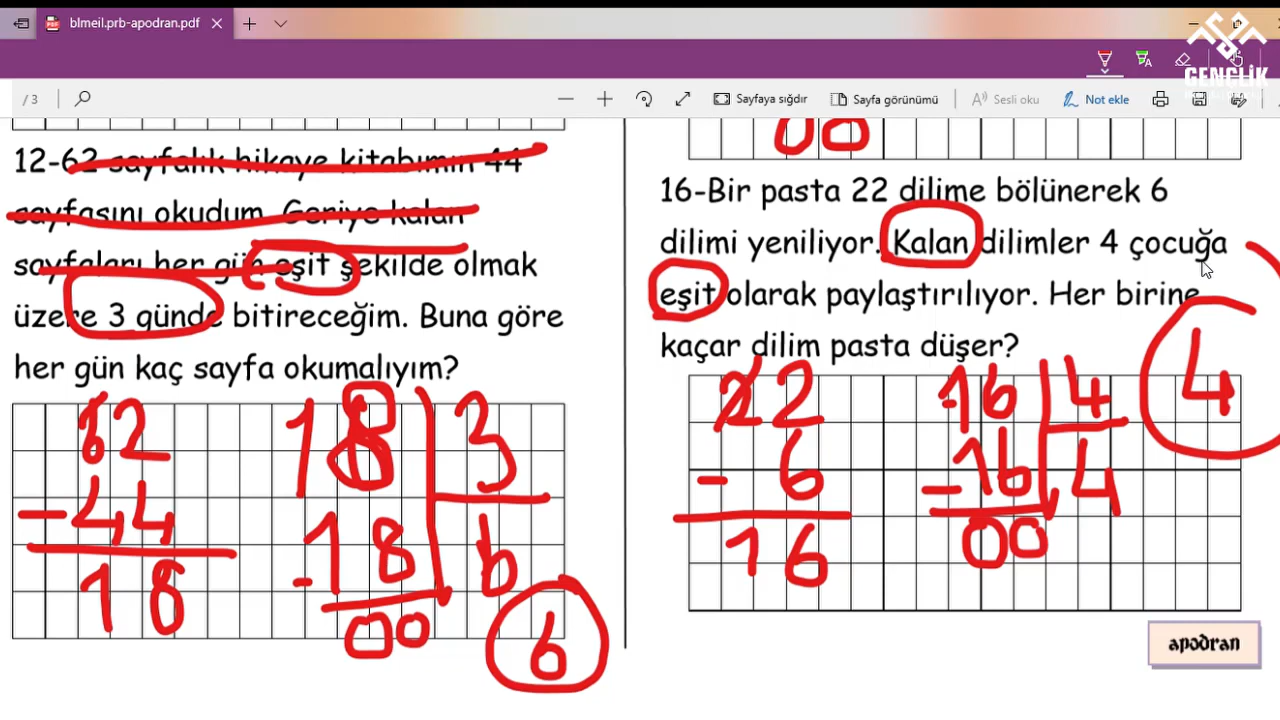 blmeil.prb-apodran.pdf
GENÇLİK
/3
Sayfaya sığdır
Sayfa görünümü
Sesli oku
Not ekle
12-62 sayfalık hikaye kitabımın 44
sayfasını okudum. Geriye kalan
sayfaları her gün eşit şekilde olmak
üzere 3 günde bitireceğim. Buna göre
her gün kaç sayfa okumalıyım?
62
-44
18
18 3
-18 6
00
6
00
16-Bir pasta 22 dilime bölünerek 6
dilimi yeniliyor. Kalan dilimler 4 çocuğa
eşit olarak paylaştırılıyor. Her birine
kaçar dilim pasta düşer?
22
- 6
16
16 4
-16 4
00
4
apodran